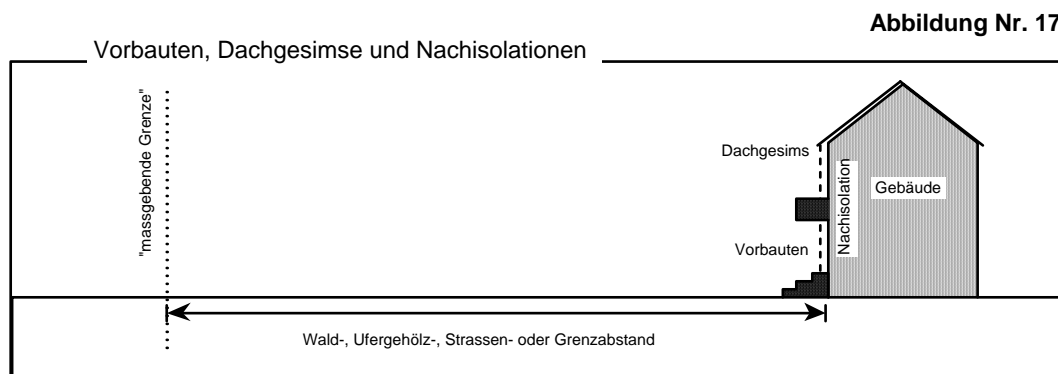 Abbildung Nr. 17
Vorbauten, Dachgesimse und Nachisolationen
"massgebende Grenze"
Dachgesims
Nachisolation
Gebäude
Vorbauten
Wald-, Ufergehölz-, Strassen- oder Grenzabstand